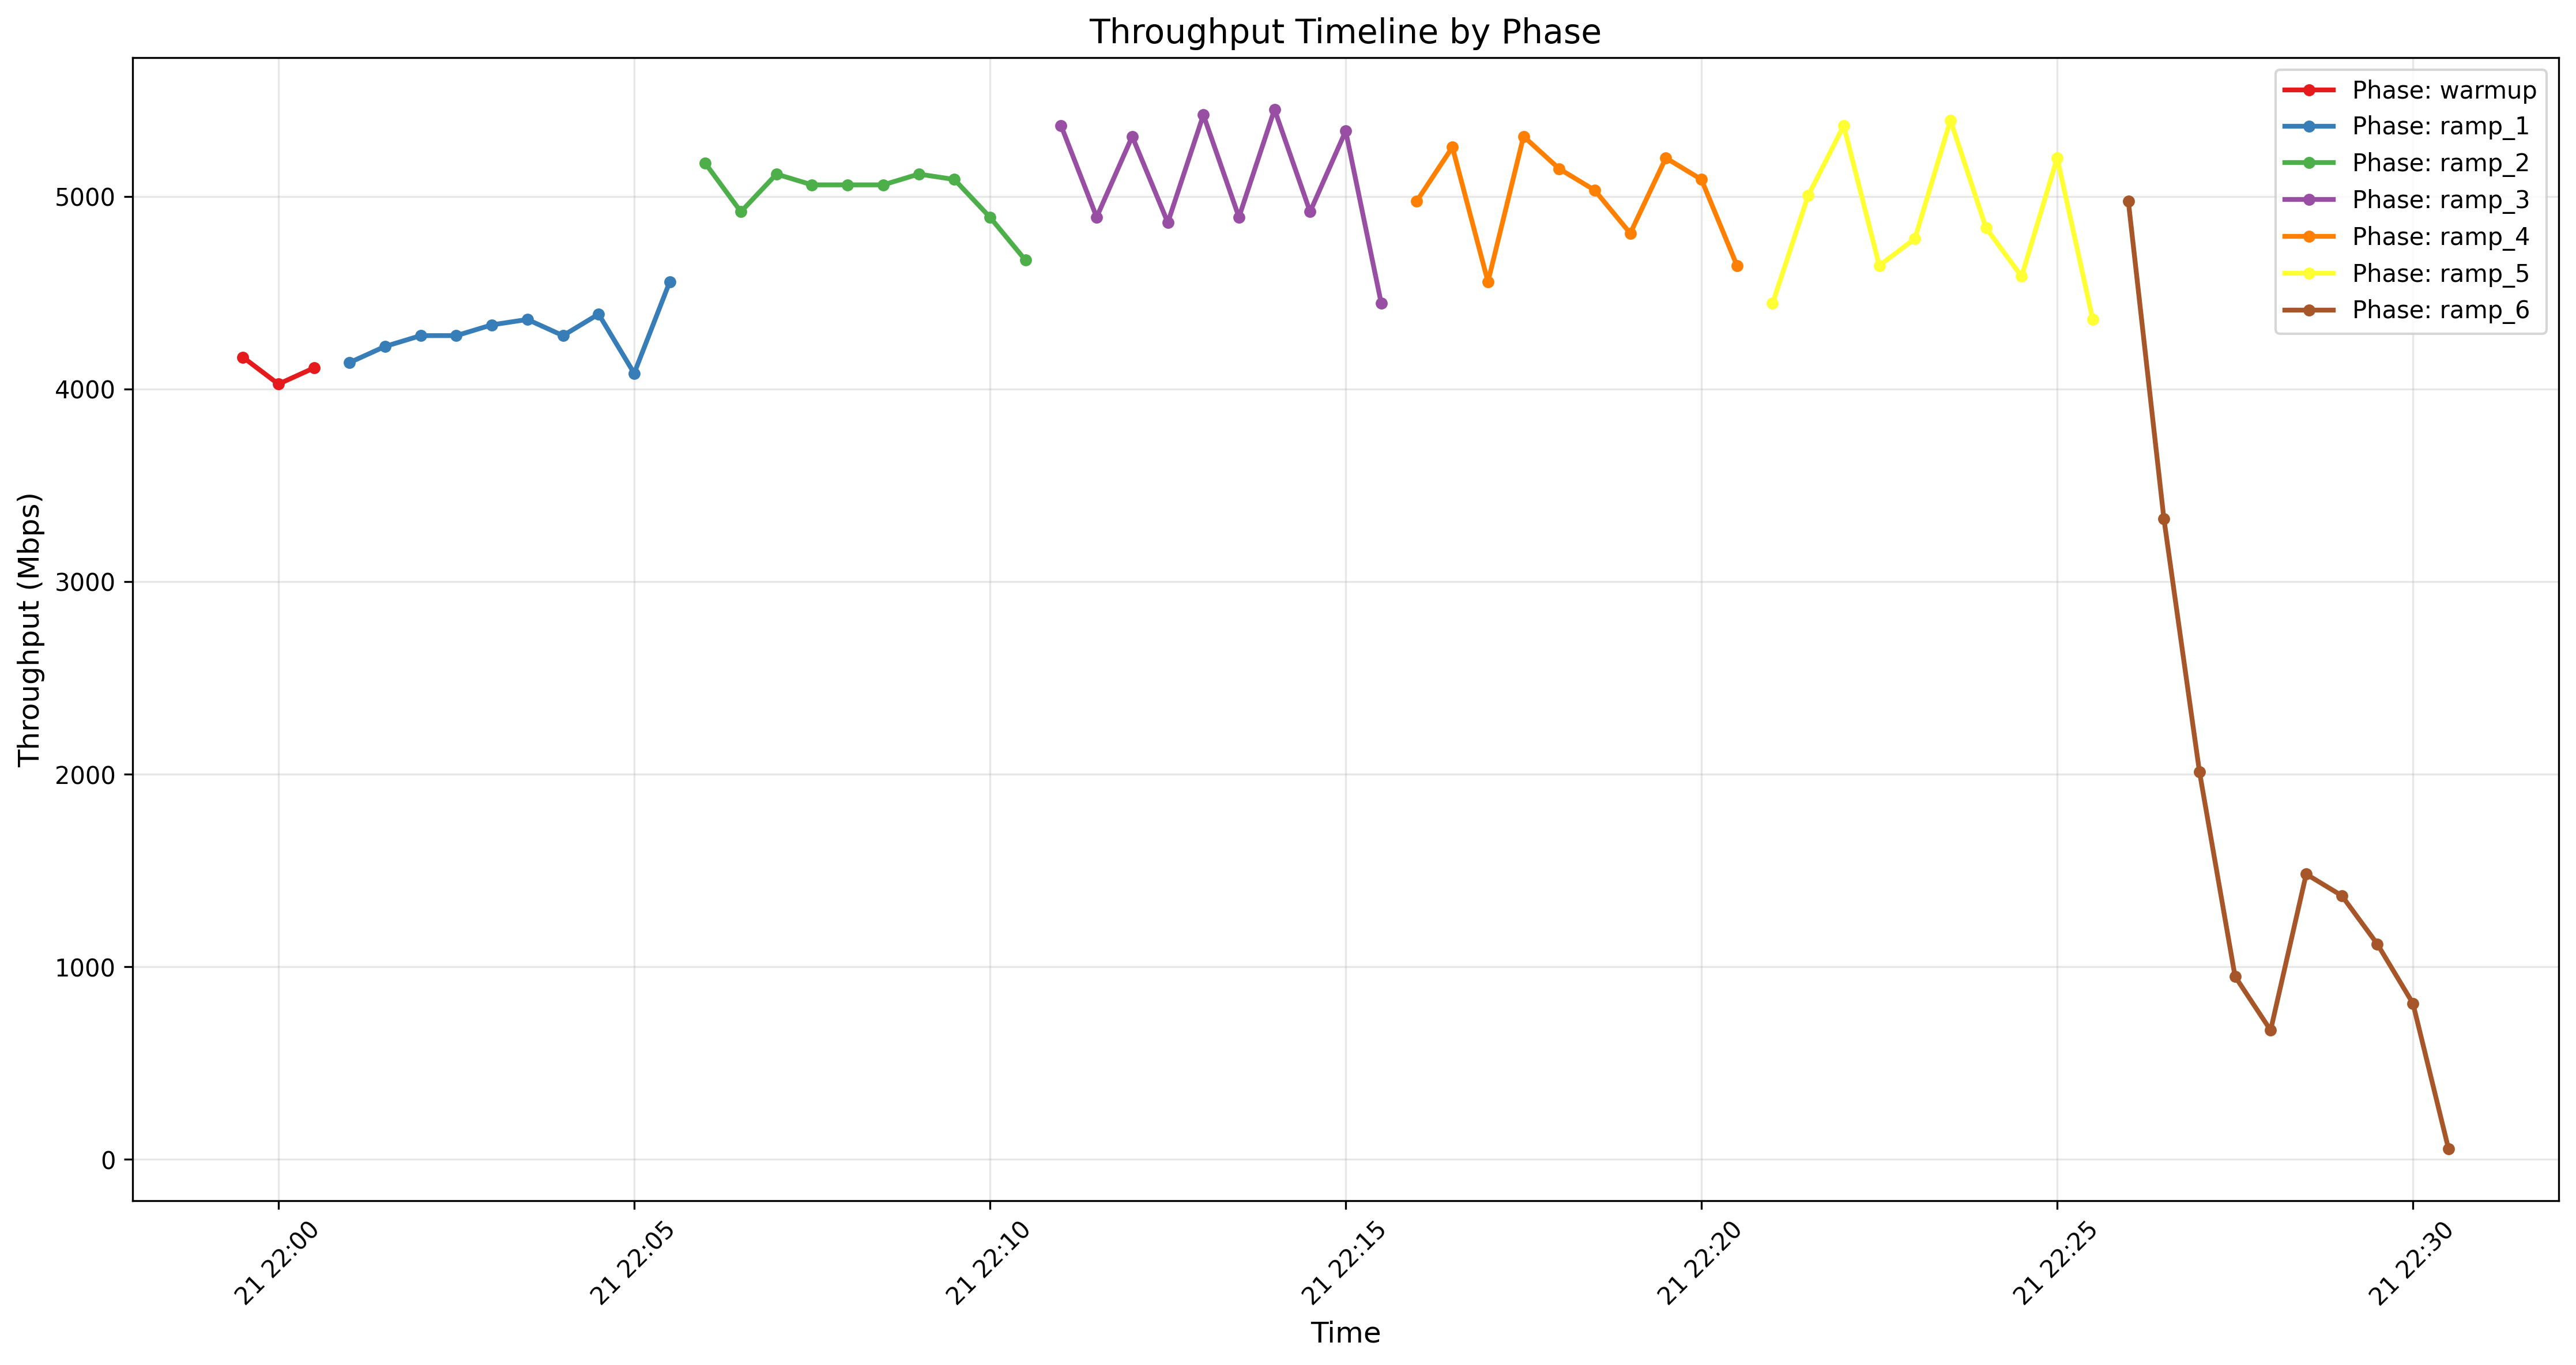 Throughput Timeline by Phase
Phase: warmup
Phase: ramp_1
Phase: ramp_2
Phase: ramp_3
Phase: ramp_4
Phase: ramp_5
Phase: ramp_6
Throughput (Mbps)
5000
4000
3000
2000
1000
0
21 22:00
21 22:05
21 22:10
21 22:15
21 22:20
21 22:25
21 22:30
Time